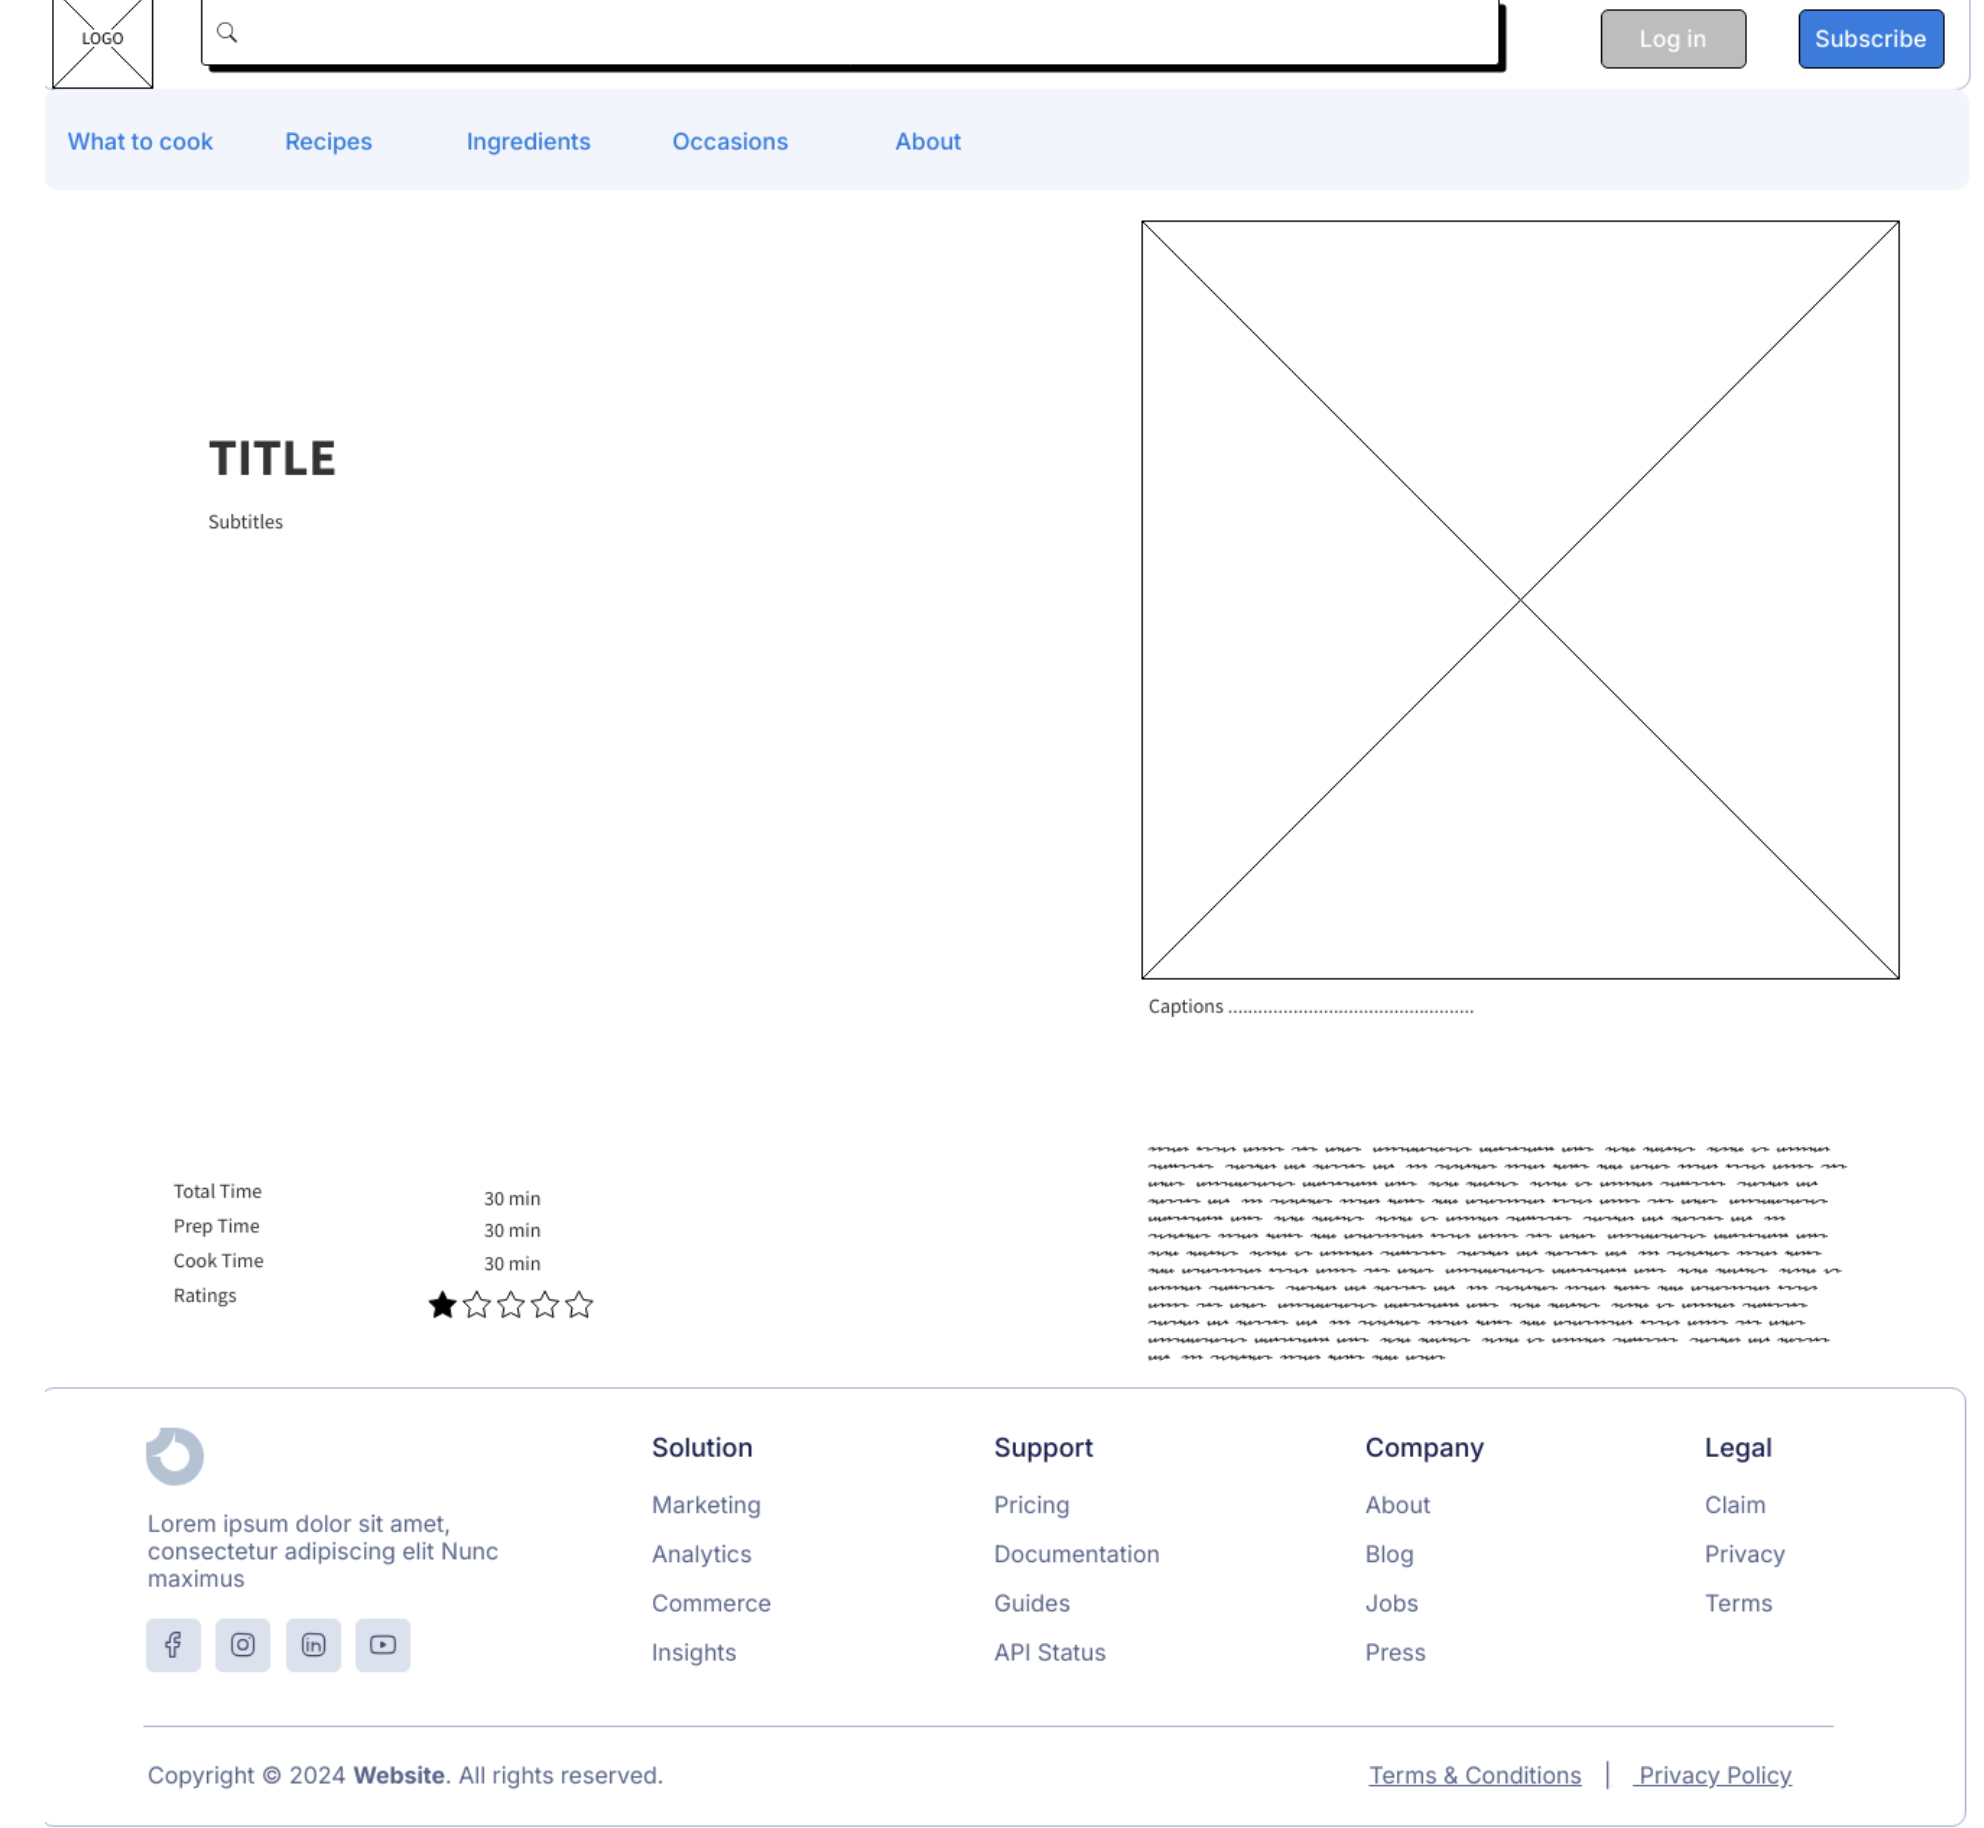 LOGO
Log in
Subscribe
What to cook
Recipes
Ingredients
Occasions
About
TITLE
Subtitles
Captions .................................................
Total Time
30 min
Prep Time
30 min
Cook Time
30 min
Ratings
Lorem ipsum dolor sit amet,
consectetur adipiscing elit Nunc
maximus
Solution
Marketing
Analytics
Commerce
Insights
Support
Pricing
Documentation
Guides
API Status
Company
About
Blog
Jobs
Press
Legal
Claim
Privacy
Terms
Copyright © 2024 Website. All rights reserved.
Terms & Conditions | Privacy Policy